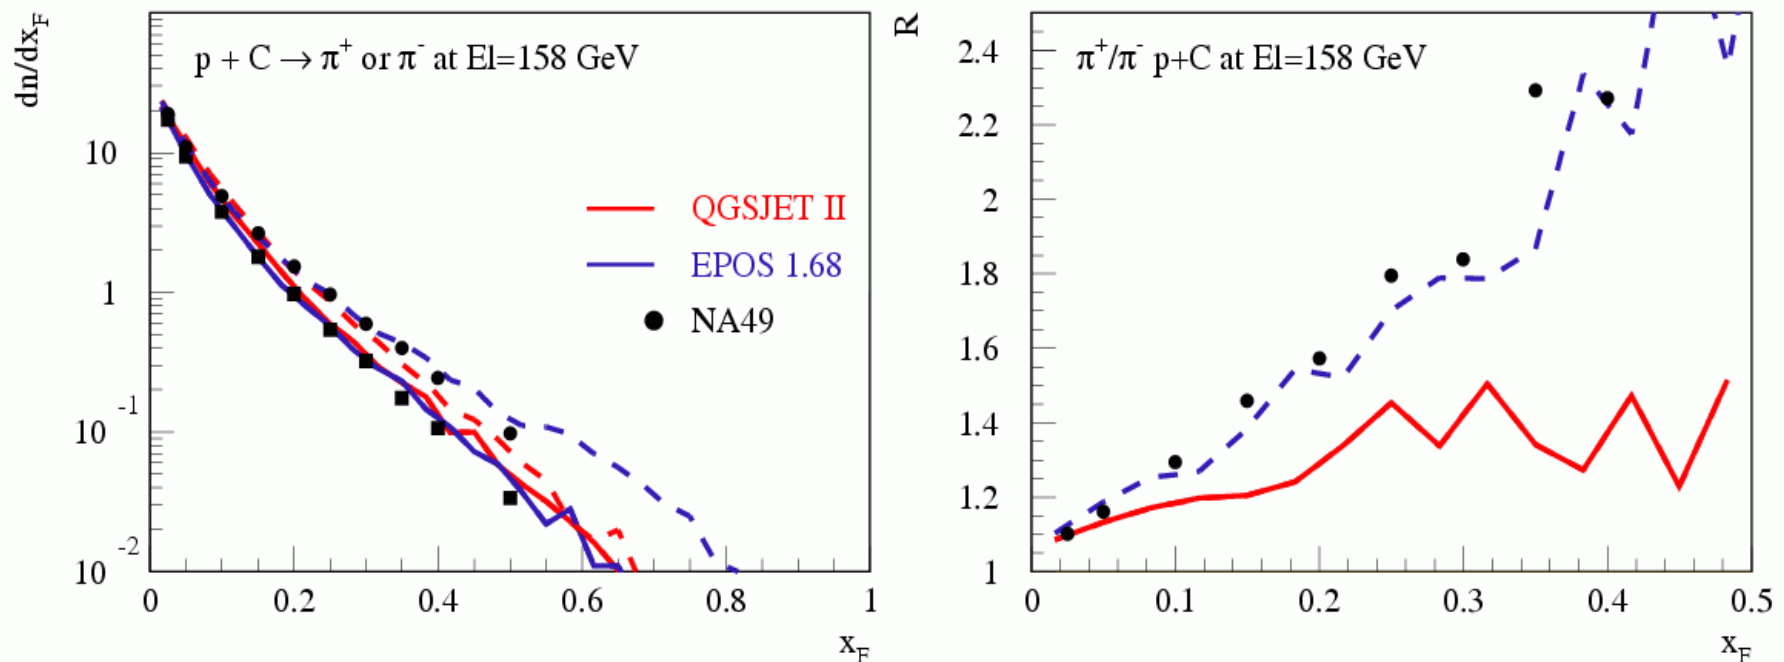 dn/dx_F
p + C → π⁺ or π⁻ at El=158 GeV
QGSJET II
EPOS 1.68
NA49
10
1
10⁻¹
10⁻²
0 0.2 0.4 0.6 0.8 1
x_F
R
π⁺/π⁻ p+C at El=158 GeV
2.4
2.2
2
1.8
1.6
1.4
1.2
1
0 0.1 0.2 0.3 0.4 0.5
x_F